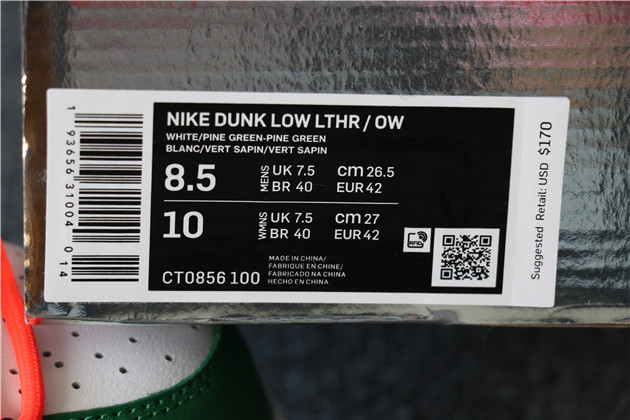 NIKE DUNK LOW LTHR / OW
WHITE/PINE GREEN-PINE GREEN
BLANC/VERT SAPIN/VERT SAPIN
8.5 MENS UK 7.5 cm 26.5
BR 40 EUR 42
10 WMNS UK 7.5 cm 27
BR 40 EUR 42
MADE IN CHINA/
FABRIQUE EN CHINE/
FABRICADO NA CHINA
HECHO EN CHINA
CT0856 100
RFID
1 93656 31004 014
Suggested Retail: USD $170